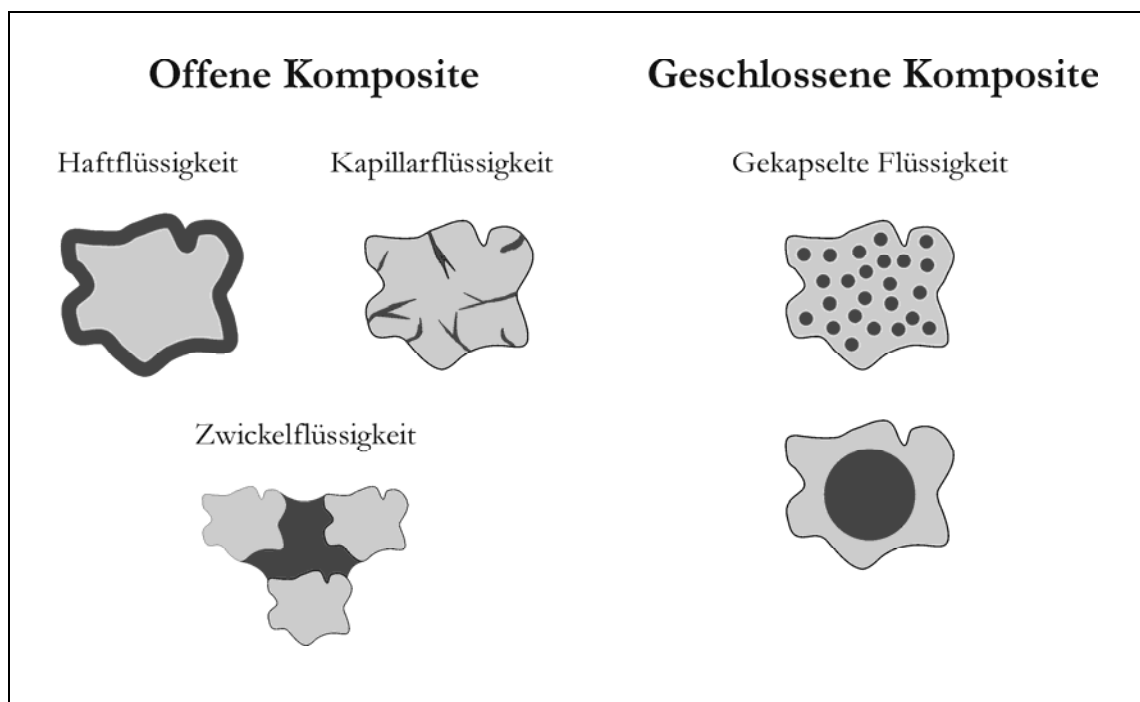 Offene Komposite
Geschlossene Komposite
Haftflüssigkeit
Kapillarflüssigkeit
Gekapselte Flüssigkeit
Zwickelflüssigkeit